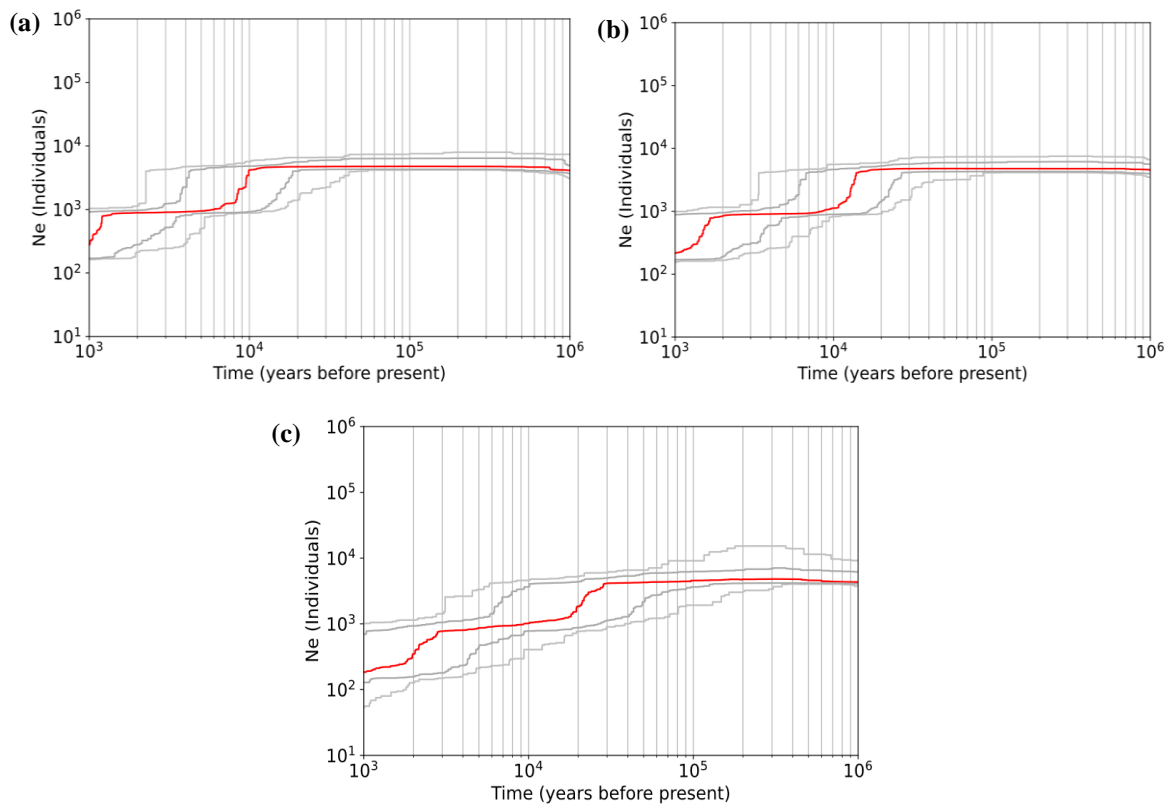 (a)
10⁶
10⁵
10⁴
10³
10²
10¹
Ne (Individuals)
10³ 10⁴ 10⁵ 10⁶
Time (years before present)
(b)
10⁶
10⁵
10⁴
10³
10²
10¹
Ne (Individuals)
10³ 10⁴ 10⁵ 10⁶
Time (years before present)
(c)
10⁶
10⁵
10⁴
10³
10²
10¹
Ne (Individuals)
10³ 10⁴ 10⁵ 10⁶
Time (years before present)